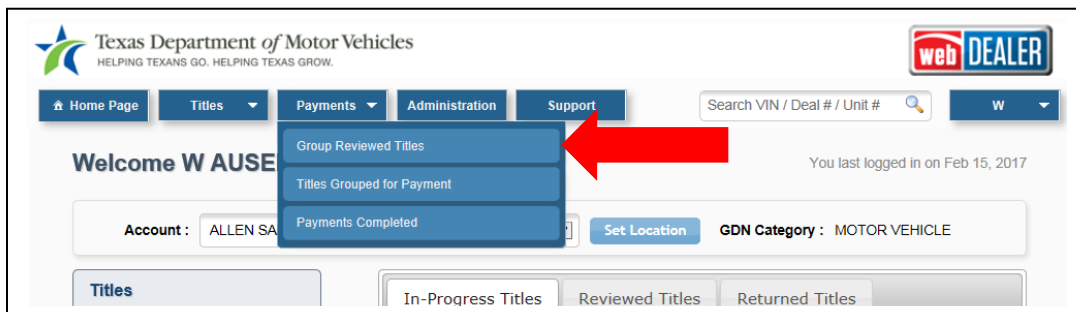 Texas Department of Motor Vehicles
HELPING TEXANS GO. HELPING TEXAS GROW.
web DEALER
Home Page Titles Payments Administration Support Search VIN / Deal # / Unit # W
Group Reviewed Titles
Welcome W AUSE You last logged in on Feb 15, 2017
Titles Grouped for Payment
Payments Completed
Account : ALLEN SA Set Location GDN Category : MOTOR VEHICLE
Titles
In-Progress Titles Reviewed Titles Returned Titles